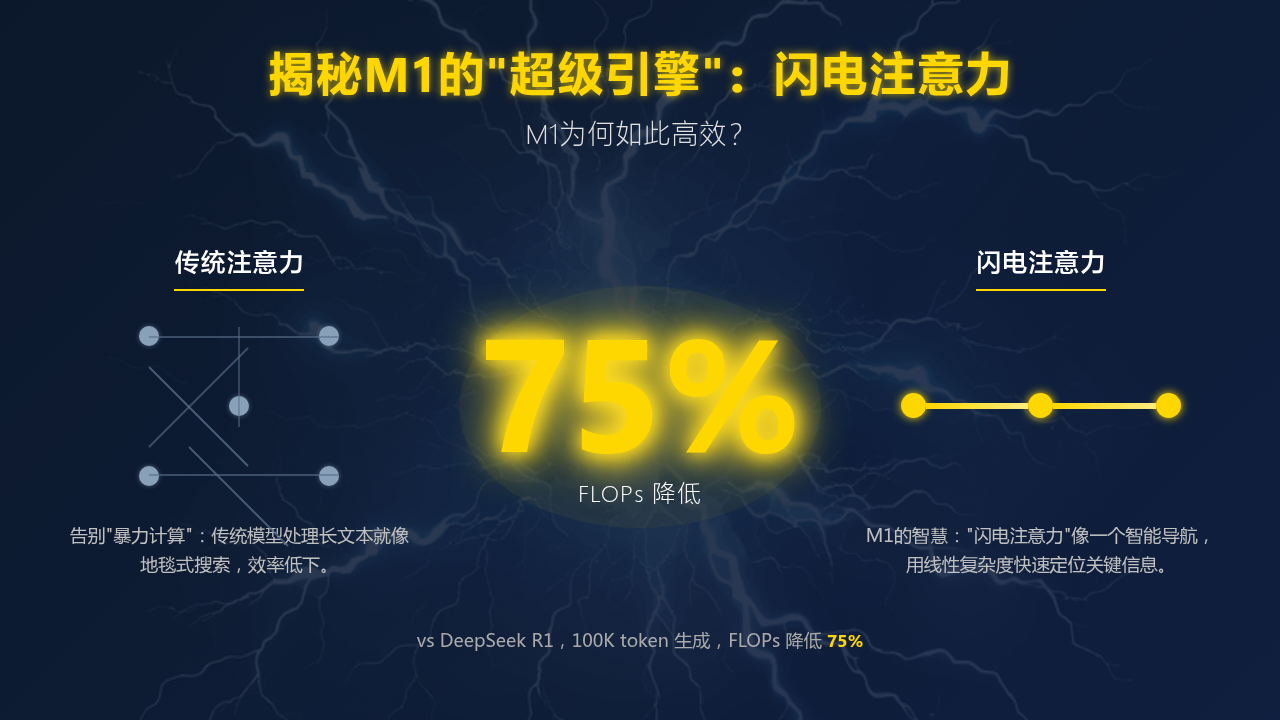 揭秘M1的"超级引擎"：闪电注意力
M1为何如此高效？
传统注意力
告别"暴力计算"：传统模型处理长文本就像
地毯式搜索，效率低下。
75%
FLOPs 降低
闪电注意力
M1的智慧："闪电注意力"像一个智能导航，
用线性复杂度快速定位关键信息。
vs DeepSeek R1，100K token 生成，FLOPs 降低 75%